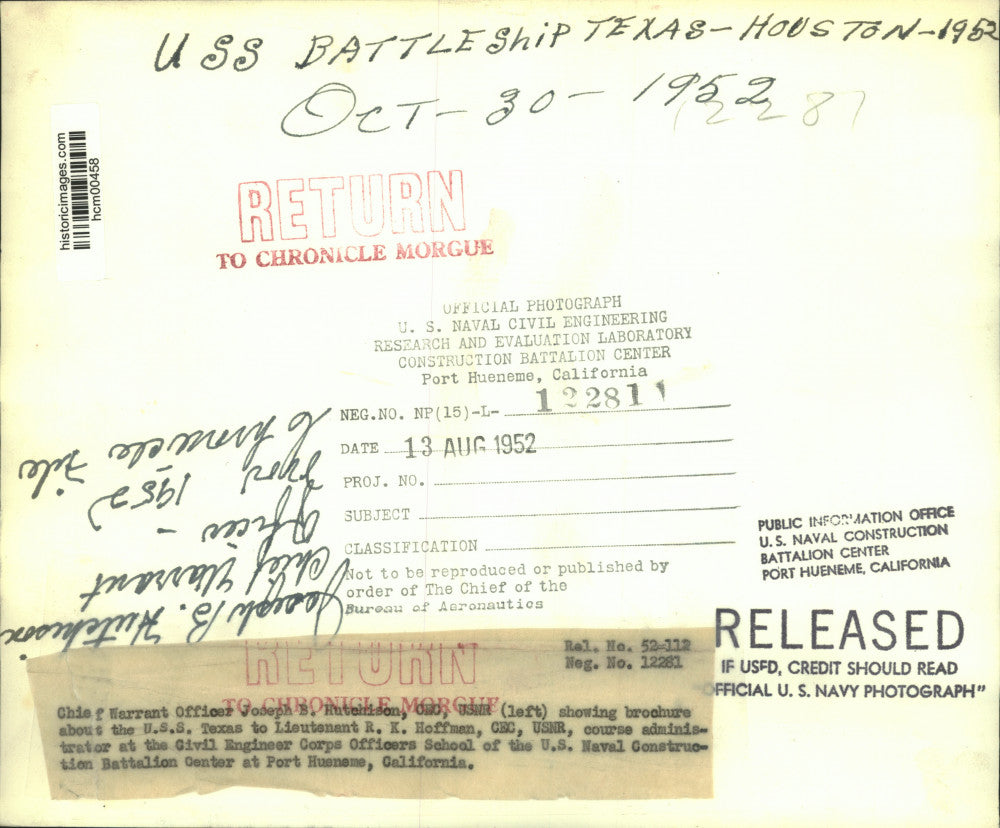 USS BATTLESHIP TEXAS - HOUSTON - 1952
OCT - 30 - 1952
historicimages.com
hcm00458
RETURN
TO CHRONICLE MORGUE
OFFICIAL PHOTOGRAPH
U. S. NAVAL CIVIL ENGINEERING
RESEARCH AND EVALUATION LABORATORY
CONSTRUCTION BATTALION CENTER
Port Hueneme, California
NEG.NO. NP(15)-L- 12281
DATE 13 AUG 1952
PROJ. NO.
SUBJECT
CLASSIFICATION
Not to be reproduced or published by
order of The Chief of the
Bureau of Aeronautics
Joseph B. Hutchison
Chief Warrant
Officer -
1952
Chronicle File
PUBLIC INFORMATION OFFICE
U. S. NAVAL CONSTRUCTION
BATTALION CENTER
PORT HUENEME, CALIFORNIA
RELEASED
IF USED, CREDIT SHOULD READ
OFFICIAL U. S. NAVY PHOTOGRAPH"
RETURN
TO CHRONICLE MORGUE
Rel. No. 52-112
Neg. No. 12281
Chief Warrant Officer Joseph B. Hutchison, CEC, USNR (left) showing brochure
about the U.S.S. Texas to Lieutenant R. K. Hoffman, CEC, USNR, course adminis-
trator at the Civil Engineer Corps Officers School of the U.S. Naval Construc-
tion Battalion Center at Port Hueneme, California.